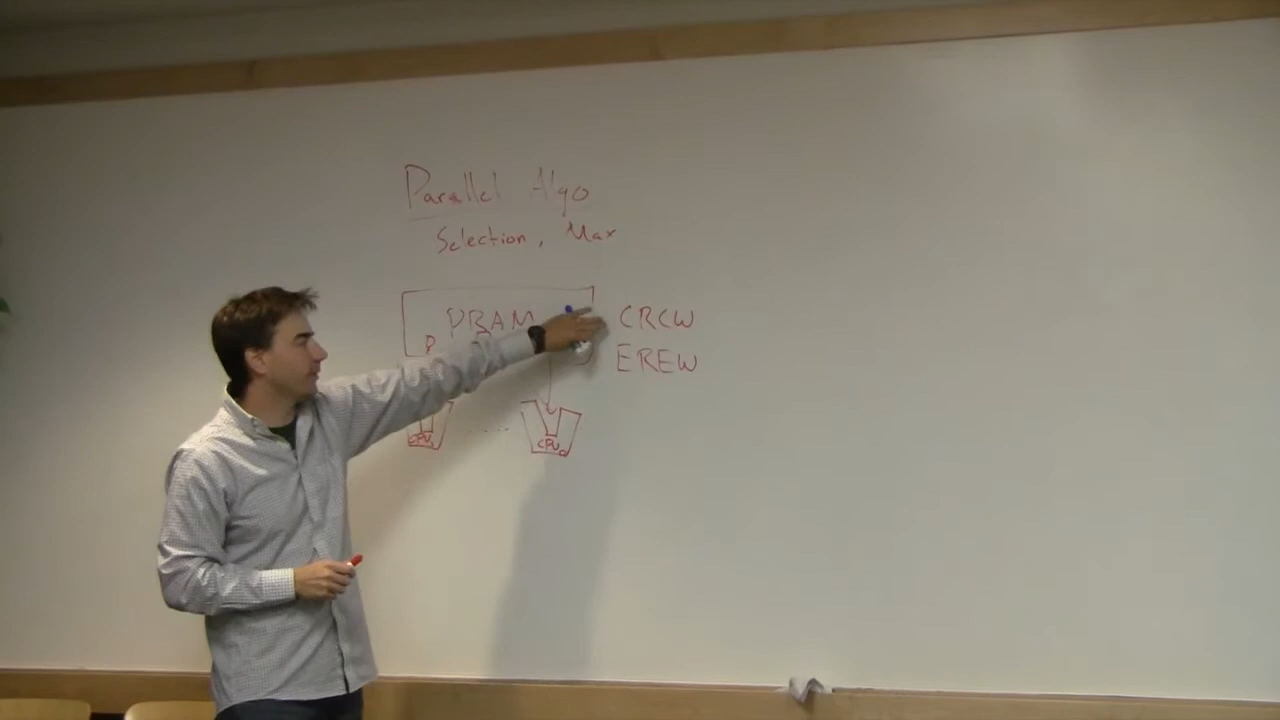 Parallel Algo
Selection, Max
PRAM
CRCW
EREW
CPU
CPU